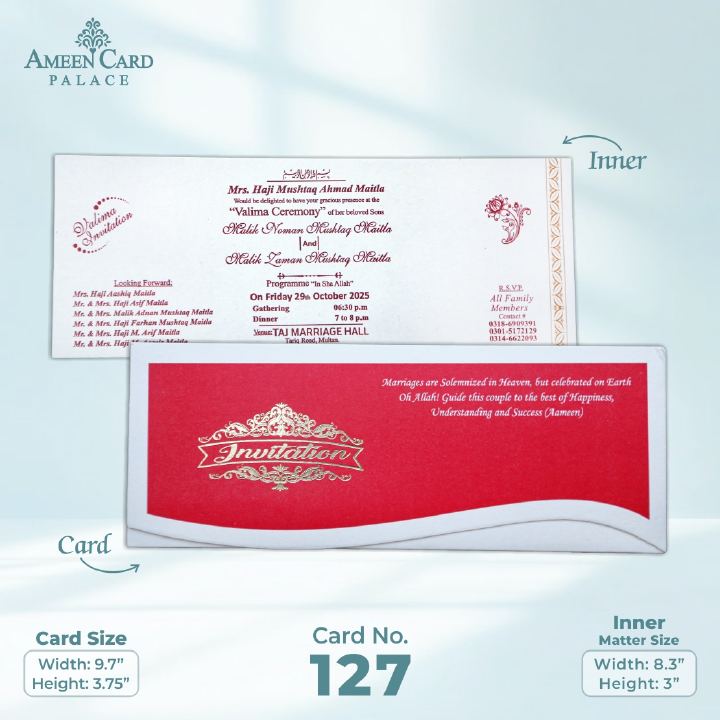 AMEEN CARD
PALACE
Inner
Valima
Invitation
Mrs. Haji Mushtaq Ahmad Maitla
Would be delighted to have your gracious presence at the
"Valima Ceremony" of her beloved Sons
Malik Noman Mushtaq Maitla
And
Malik Zaman Mushtaq Maitla
Programme "In Sha Allah"
On Friday 29th October 2025
Gathering 06:30 p.m
Dinner 7 to 8 p.m
Venue: TAJ MARRIAGE HALL
Tariq Road, Multan.
Looking Forward:
Mrs. Haji Aashiq Maitla
Mr. & Mrs. Haji Asif Maitla
Mr. & Mrs. Malik Adnan Mushtaq Maitla
Mr. & Mrs. Haji Farhan Mushtaq Maitla
Mr. & Mrs. Haji M. Arif Maitla
R.S.V.P.
All Family
Members
Contact #
0318-6909391
0301-5172129
0314-6622093
Marriages are Solemnized in Heaven, but celebrated on Earth
Oh Allah! Guide this couple to the best of Happiness,
Understanding and Success (Aameen)
Invitation
Card
Card Size
Width: 9.7"
Height: 3.75"
Card No.
127
Inner
Matter Size
Width: 8.3"
Height: 3"